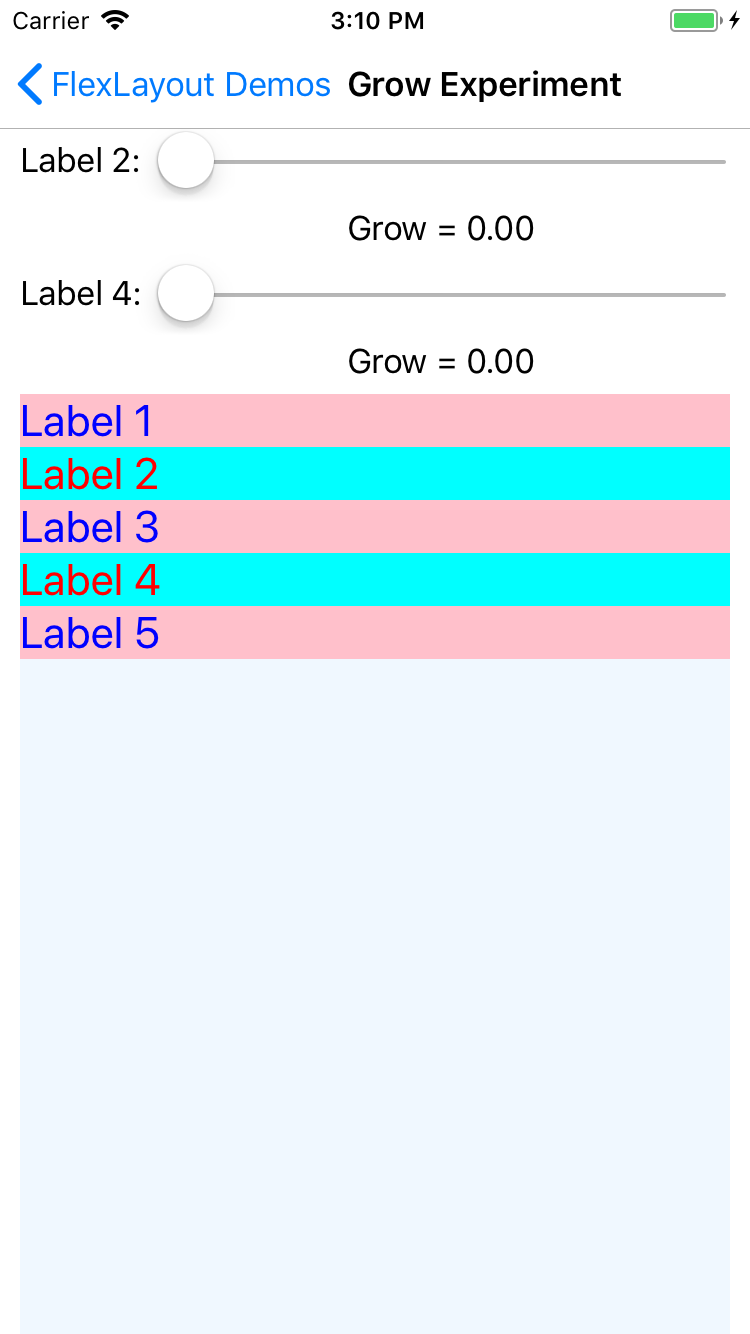 Carrier 3:10 PM
FlexLayout Demos Grow Experiment
Label 2:
Grow = 0.00
Label 4:
Grow = 0.00
Label 1
Label 2
Label 3
Label 4
Label 5